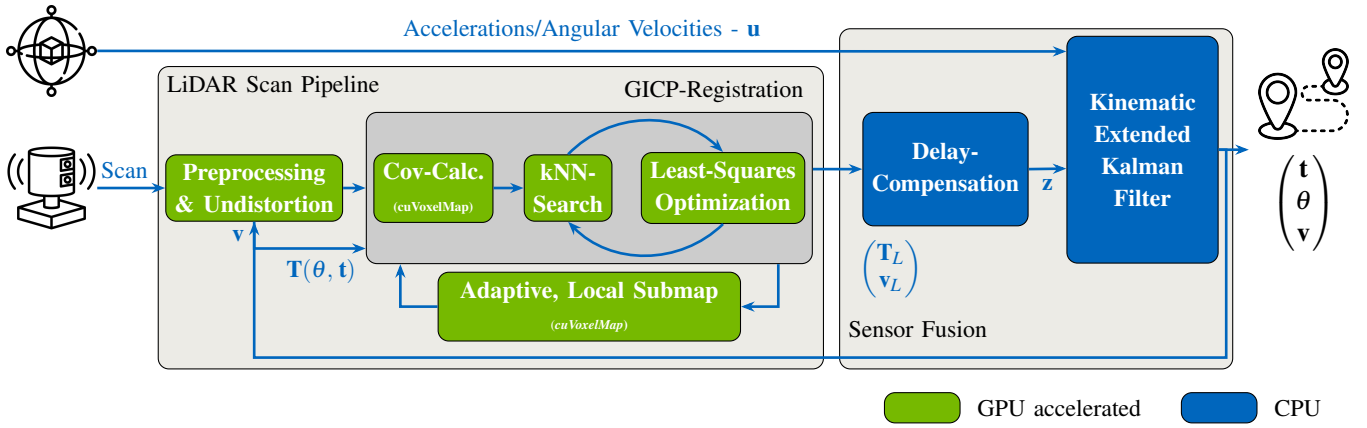 Accelerations/Angular Velocities - u
LiDAR Scan Pipeline
GICP-Registration
Scan
Preprocessing
& Undistortion
Cov-Calc.
(cuVoxelMap)
kNN-
Search
Least-Squares
Optimization
v
T(θ, t)
Adaptive, Local Submap
(cuVoxelMap)
Delay-
Compensation
z
T_L
v_L
Kinematic
Extended
Kalman
Filter
t
θ
v
Sensor Fusion
GPU accelerated
CPU